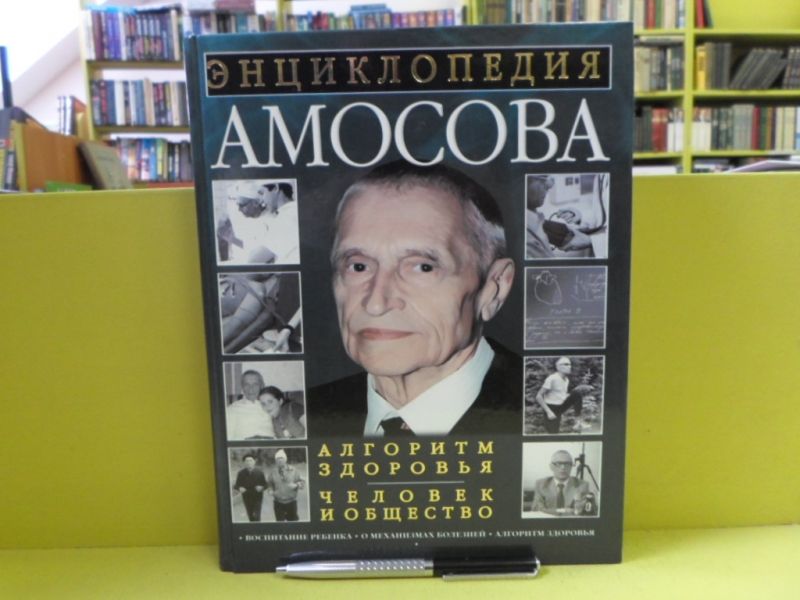 ЭНЦИКЛОПЕДИЯ
АМОСОВА
АЛГОРИТМ
ЗДОРОВЬЯ
ЧЕЛОВЕК
И ОБЩЕСТВО
• ВОСПИТАНИЕ РЕБЕНКА • О МЕХАНИЗМАХ БОЛЕЗНЕЙ • АЛГОРИТМ ЗДОРОВЬЯ •